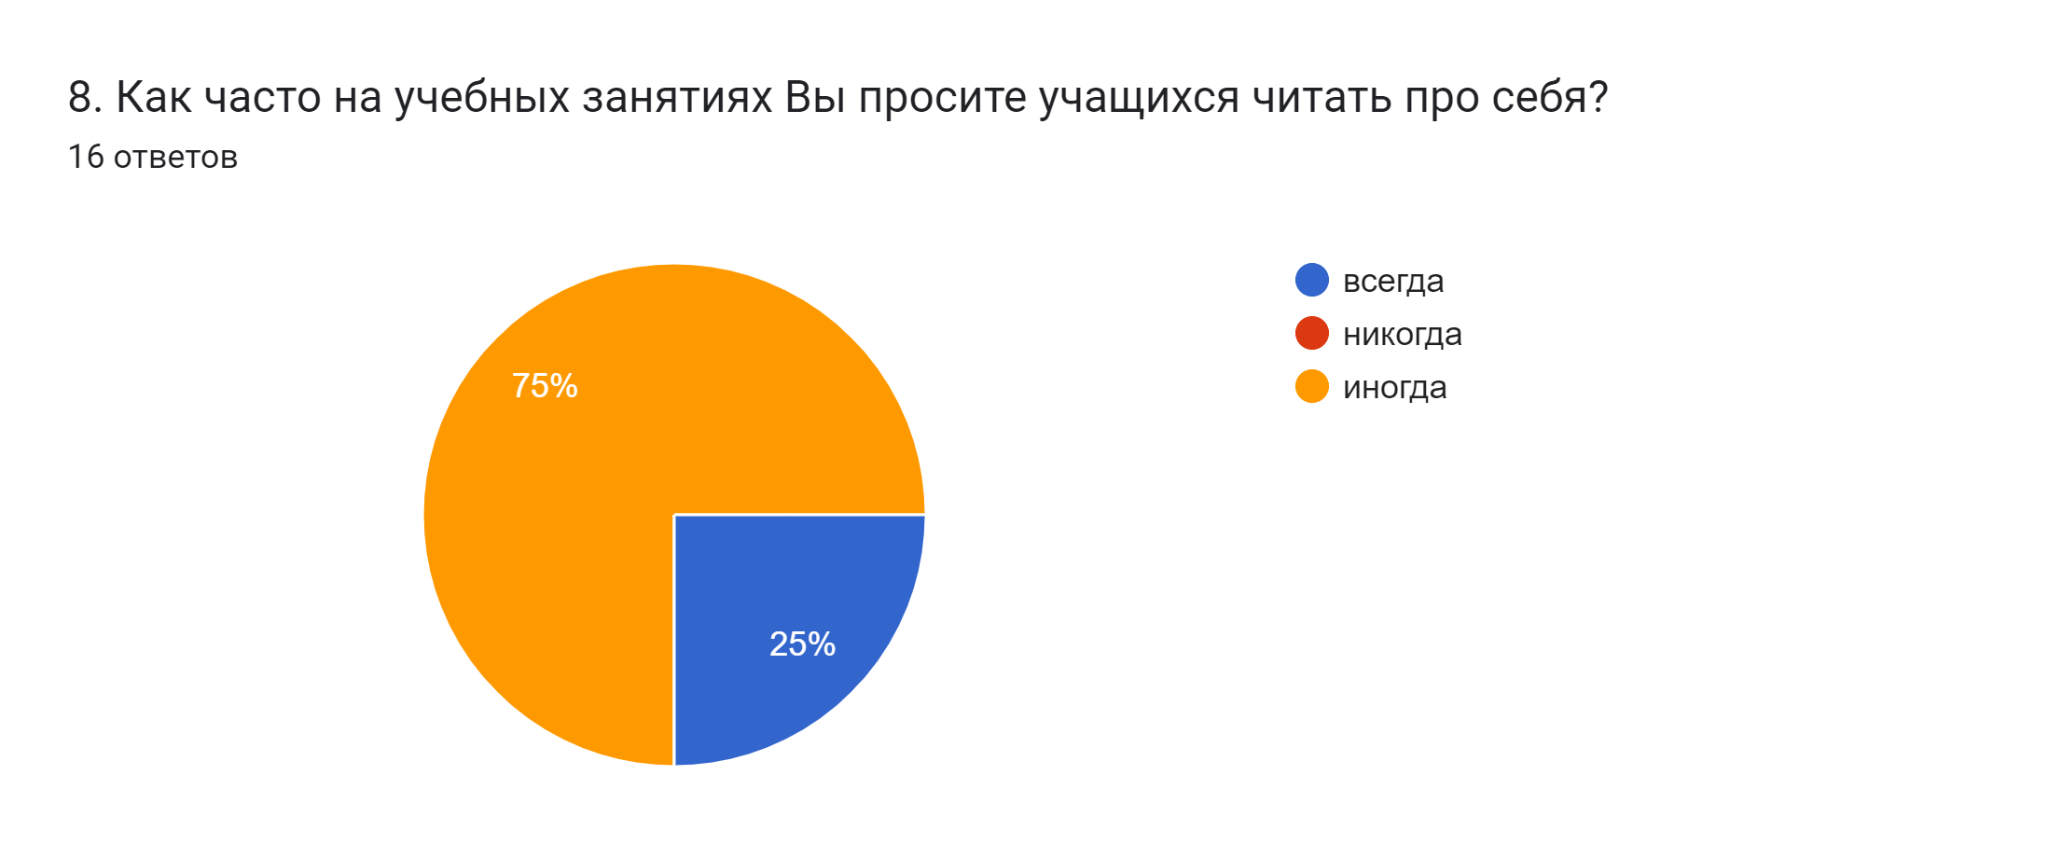 8. Как часто на учебных занятиях Вы просите учащихся читать про себя?
16 ответов
всегда
никогда
иногда
75%
25%